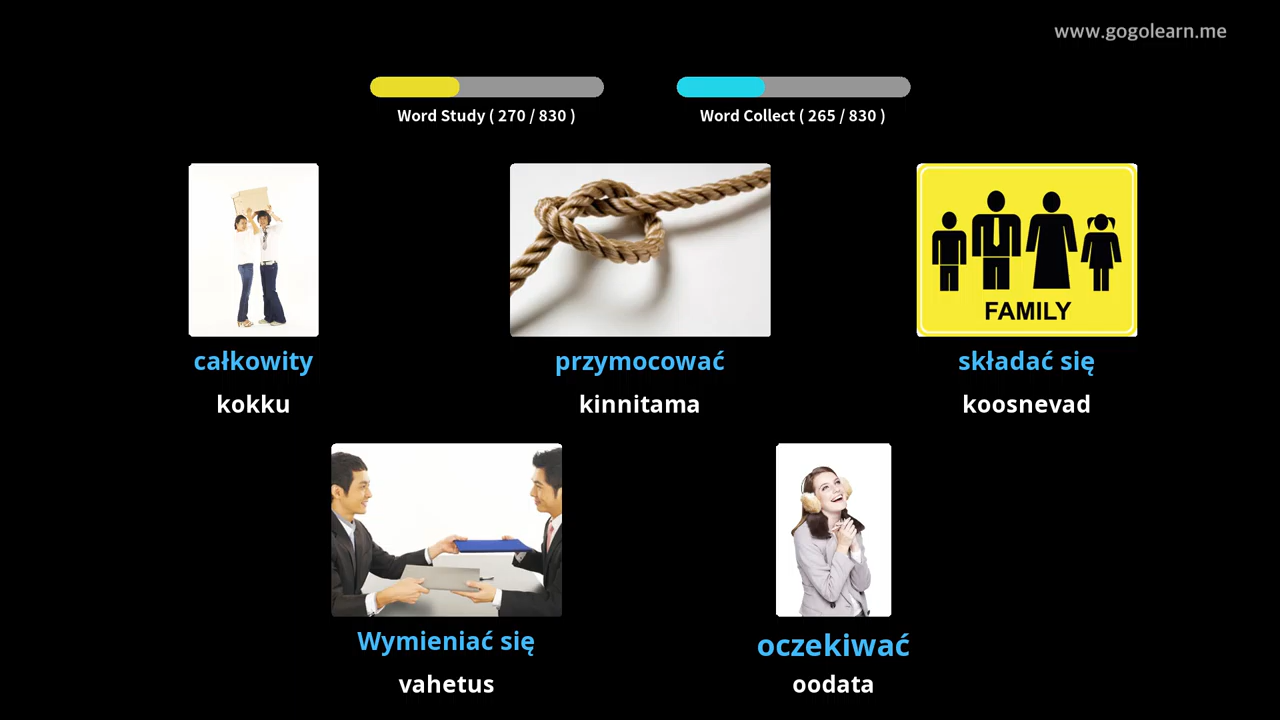 www.gogolearn.me
Word Study ( 270 / 830 )
Word Collect ( 265 / 830 )
FAMILY
całkowity
przymocować
składać się
kokku
kinnitama
koosnevad
Wymieniać się
oczekiwać
vahetus
oodata